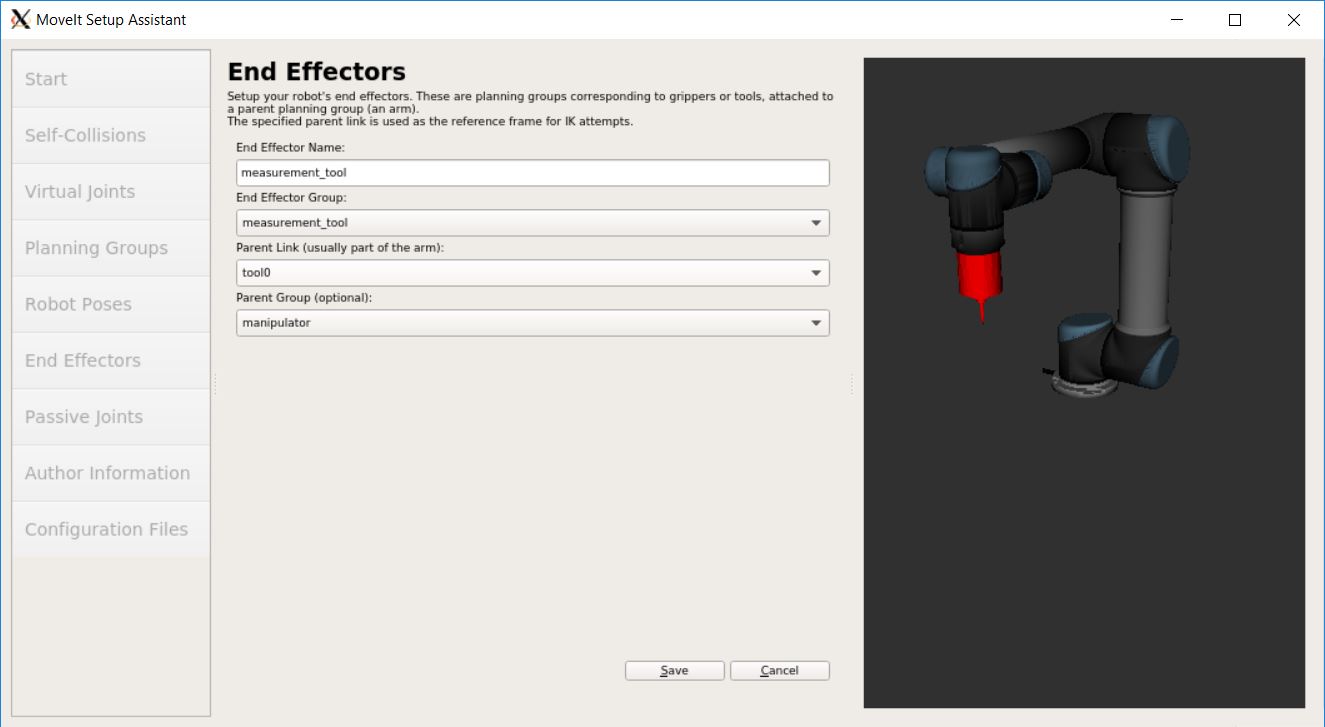 MoveIt Setup Assistant
Start
Self-Collisions
Virtual Joints
Planning Groups
Robot Poses
End Effectors
Passive Joints
Author Information
Configuration Files
End Effectors
Setup your robot's end effectors. These are planning groups corresponding to grippers or tools, attached to
a parent planning group (an arm).
The specified parent link is used as the reference frame for IK attempts.
End Effector Name:
measurement_tool
End Effector Group:
measurement_tool
Parent Link (usually part of the arm):
tool0
Parent Group (optional):
manipulator
Save
Cancel